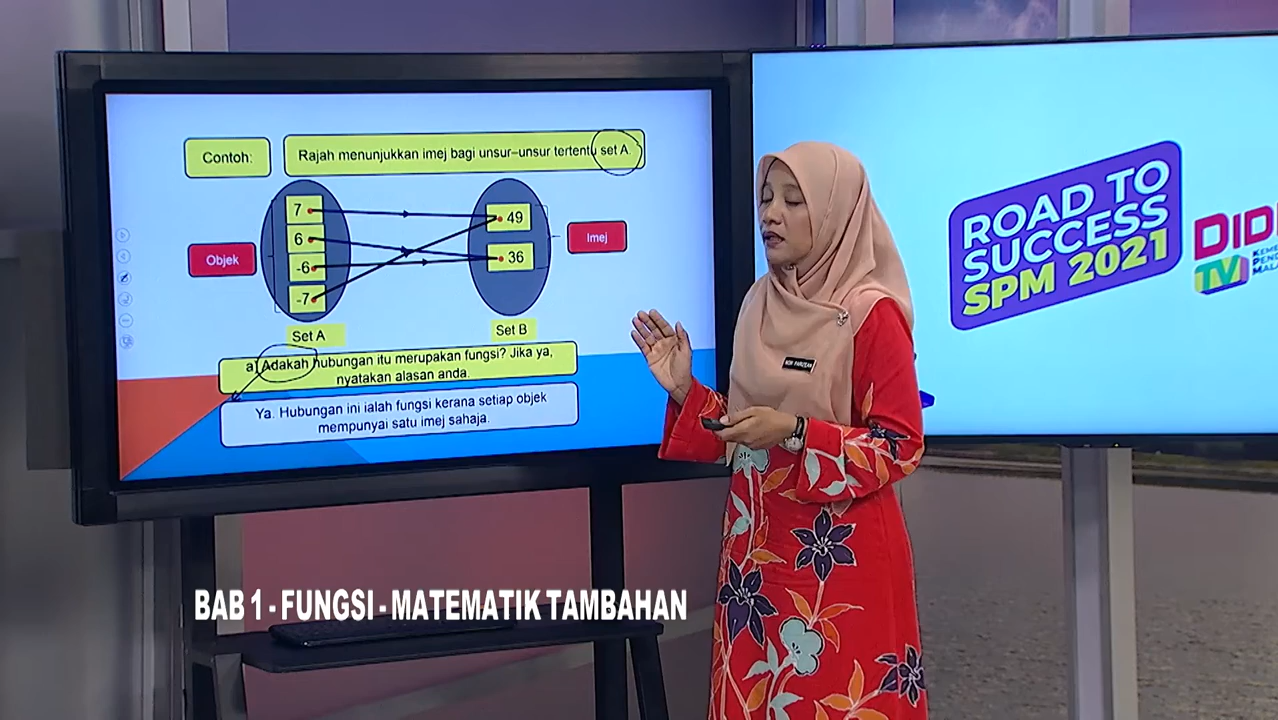 Contoh:
Rajah menunjukkan imej bagi unsur–unsur tertentu set A.
7
6
-6
-7
49
36
Objek
Imej
Set A
Set B
a) Adakah hubungan itu merupakan fungsi? Jika ya,
nyatakan alasan anda.
Ya. Hubungan ini ialah fungsi kerana setiap objek
mempunyai satu imej sahaja.
ROAD TO
SUCCESS
SPM 2021
DID
TV
BAB 1 - FUNGSI - MATEMATIK TAMBAHAN